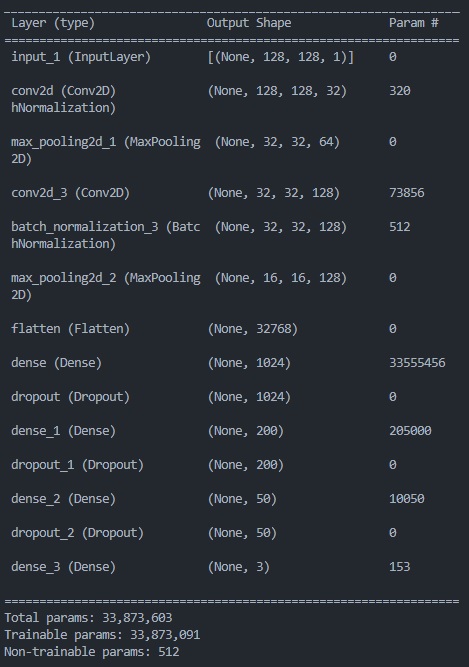 Layer (type) Output Shape Param #
input_1 (InputLayer) [(None, 128, 128, 1)] 0
conv2d (Conv2D) (None, 128, 128, 32) 320
hNormalization)
max_pooling2d_1 (MaxPooling (None, 32, 32, 64) 0
2D)
conv2d_3 (Conv2D) (None, 32, 32, 128) 73856
batch_normalization_3 (Batc (None, 32, 32, 128) 512
hNormalization)
max_pooling2d_2 (MaxPooling (None, 16, 16, 128) 0
2D)
flatten (Flatten) (None, 32768) 0
dense (Dense) (None, 1024) 33555456
dropout (Dropout) (None, 1024) 0
dense_1 (Dense) (None, 200) 205000
dropout_1 (Dropout) (None, 200) 0
dense_2 (Dense) (None, 50) 10050
dropout_2 (Dropout) (None, 50) 0
dense_3 (Dense) (None, 3) 153
Total params: 33,873,603
Trainable params: 33,873,091
Non-trainable params: 512